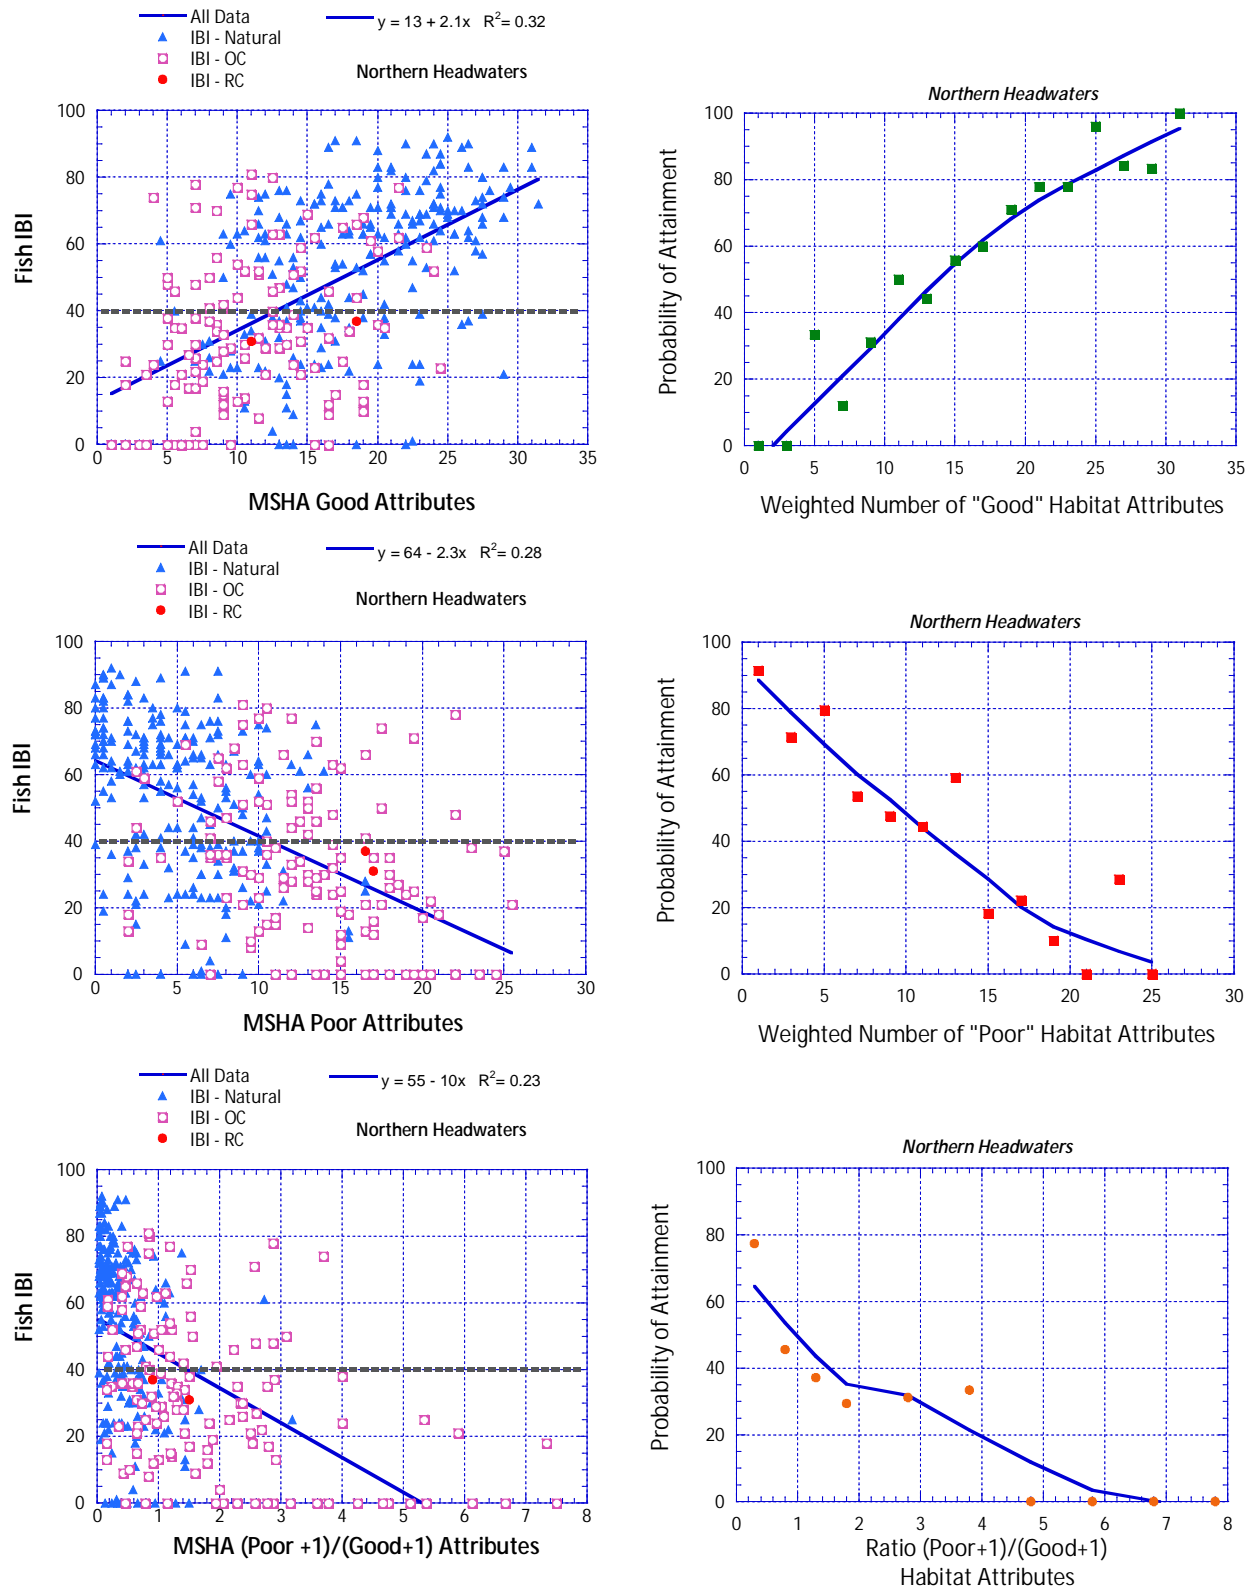 All Data
y = 13 + 2.1x R2= 0.32
IBI - Natural
IBI - OC
IBI - RC
Northern Headwaters
100
80
60
40
20
0
Fish IBI
0 5 10 15 20 25 30 35
MSHA Good Attributes
Northern Headwaters
100
80
60
40
20
0
Probability of Attainment
0 5 10 15 20 25 30 35
Weighted Number of "Good" Habitat Attributes
All Data
y = 64 - 2.3x R2= 0.28
IBI - Natural
IBI - OC
IBI - RC
Northern Headwaters
100
80
60
40
20
0
Fish IBI
0 5 10 15 20 25 30
MSHA Poor Attributes
Northern Headwaters
100
80
60
40
20
0
Probability of Attainment
0 5 10 15 20 25 30
Weighted Number of "Poor" Habitat Attributes
All Data
y = 55 - 10x R2= 0.23
IBI - Natural
IBI - OC
IBI - RC
Northern Headwaters
100
80
60
40
20
0
Fish IBI
0 1 2 3 4 5 6 7 8
MSHA (Poor +1)/(Good+1) Attributes
Northern Headwaters
100
80
60
40
20
0
Probability of Attainment
0 1 2 3 4 5 6 7 8
Ratio (Poor+1)/(Good+1)
Habitat Attributes